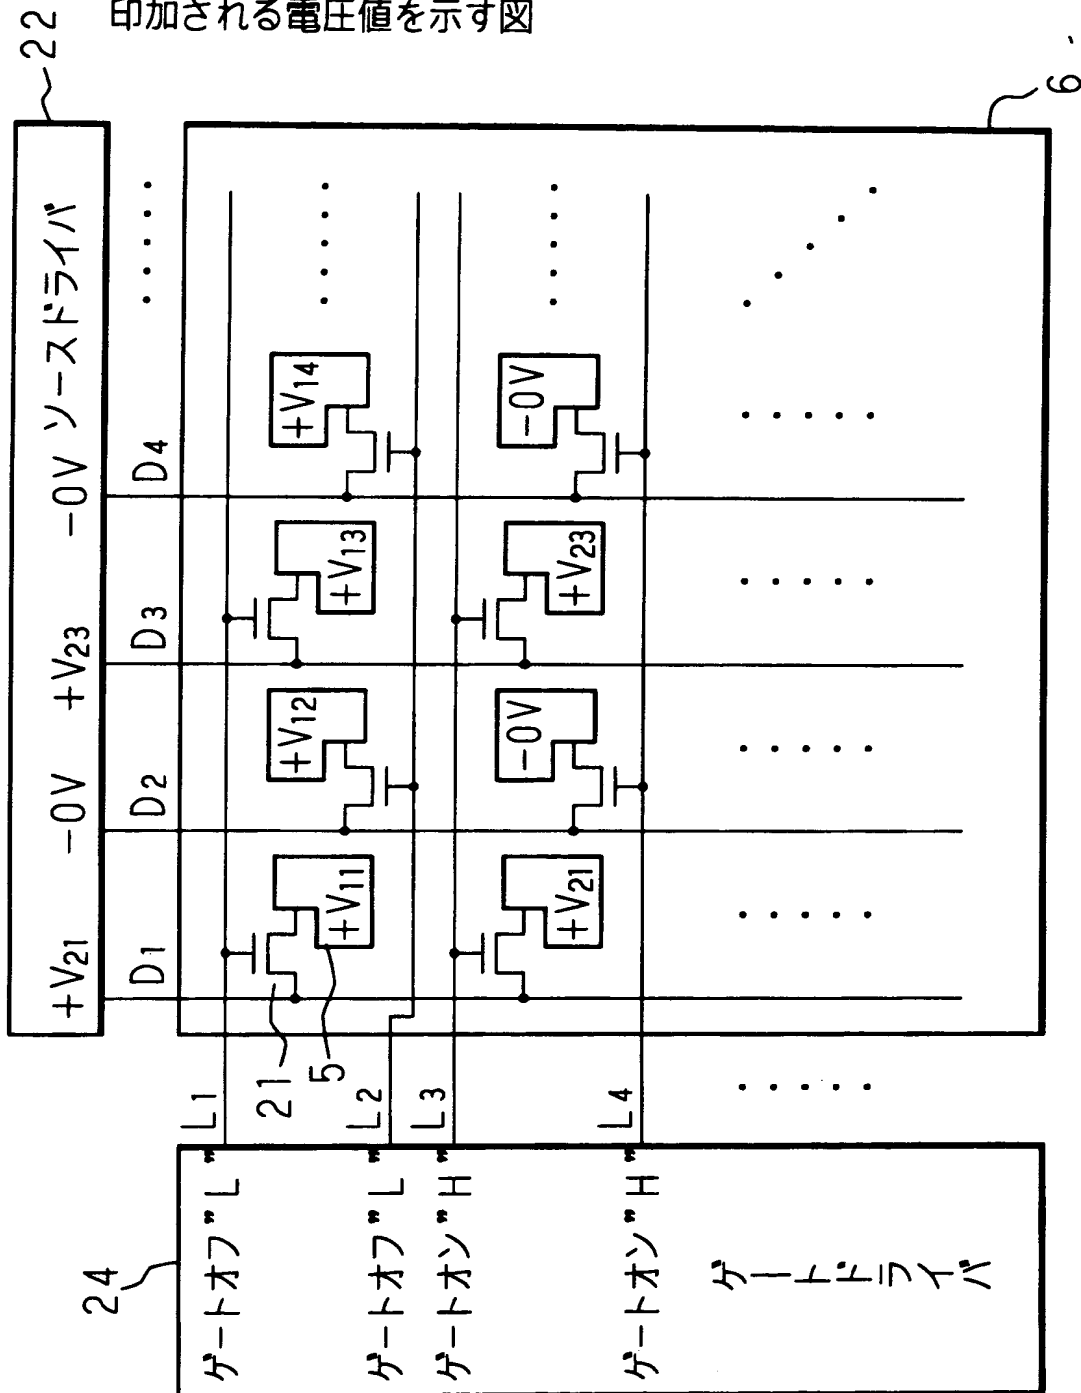 印加される電圧値を示す図
22
6
+V21 -0V +V23 -0V ソースドライバ
D1
D2
D3
D4
+V11
+V12
+V13
+V14
+V21
-0V
+V23
-0V
21
5
L1
L2
L3
L4
24
ゲートオフ"L"
ゲートオフ"L"
ゲートオン"H"
ゲートオン"H"
ゲートドライバ